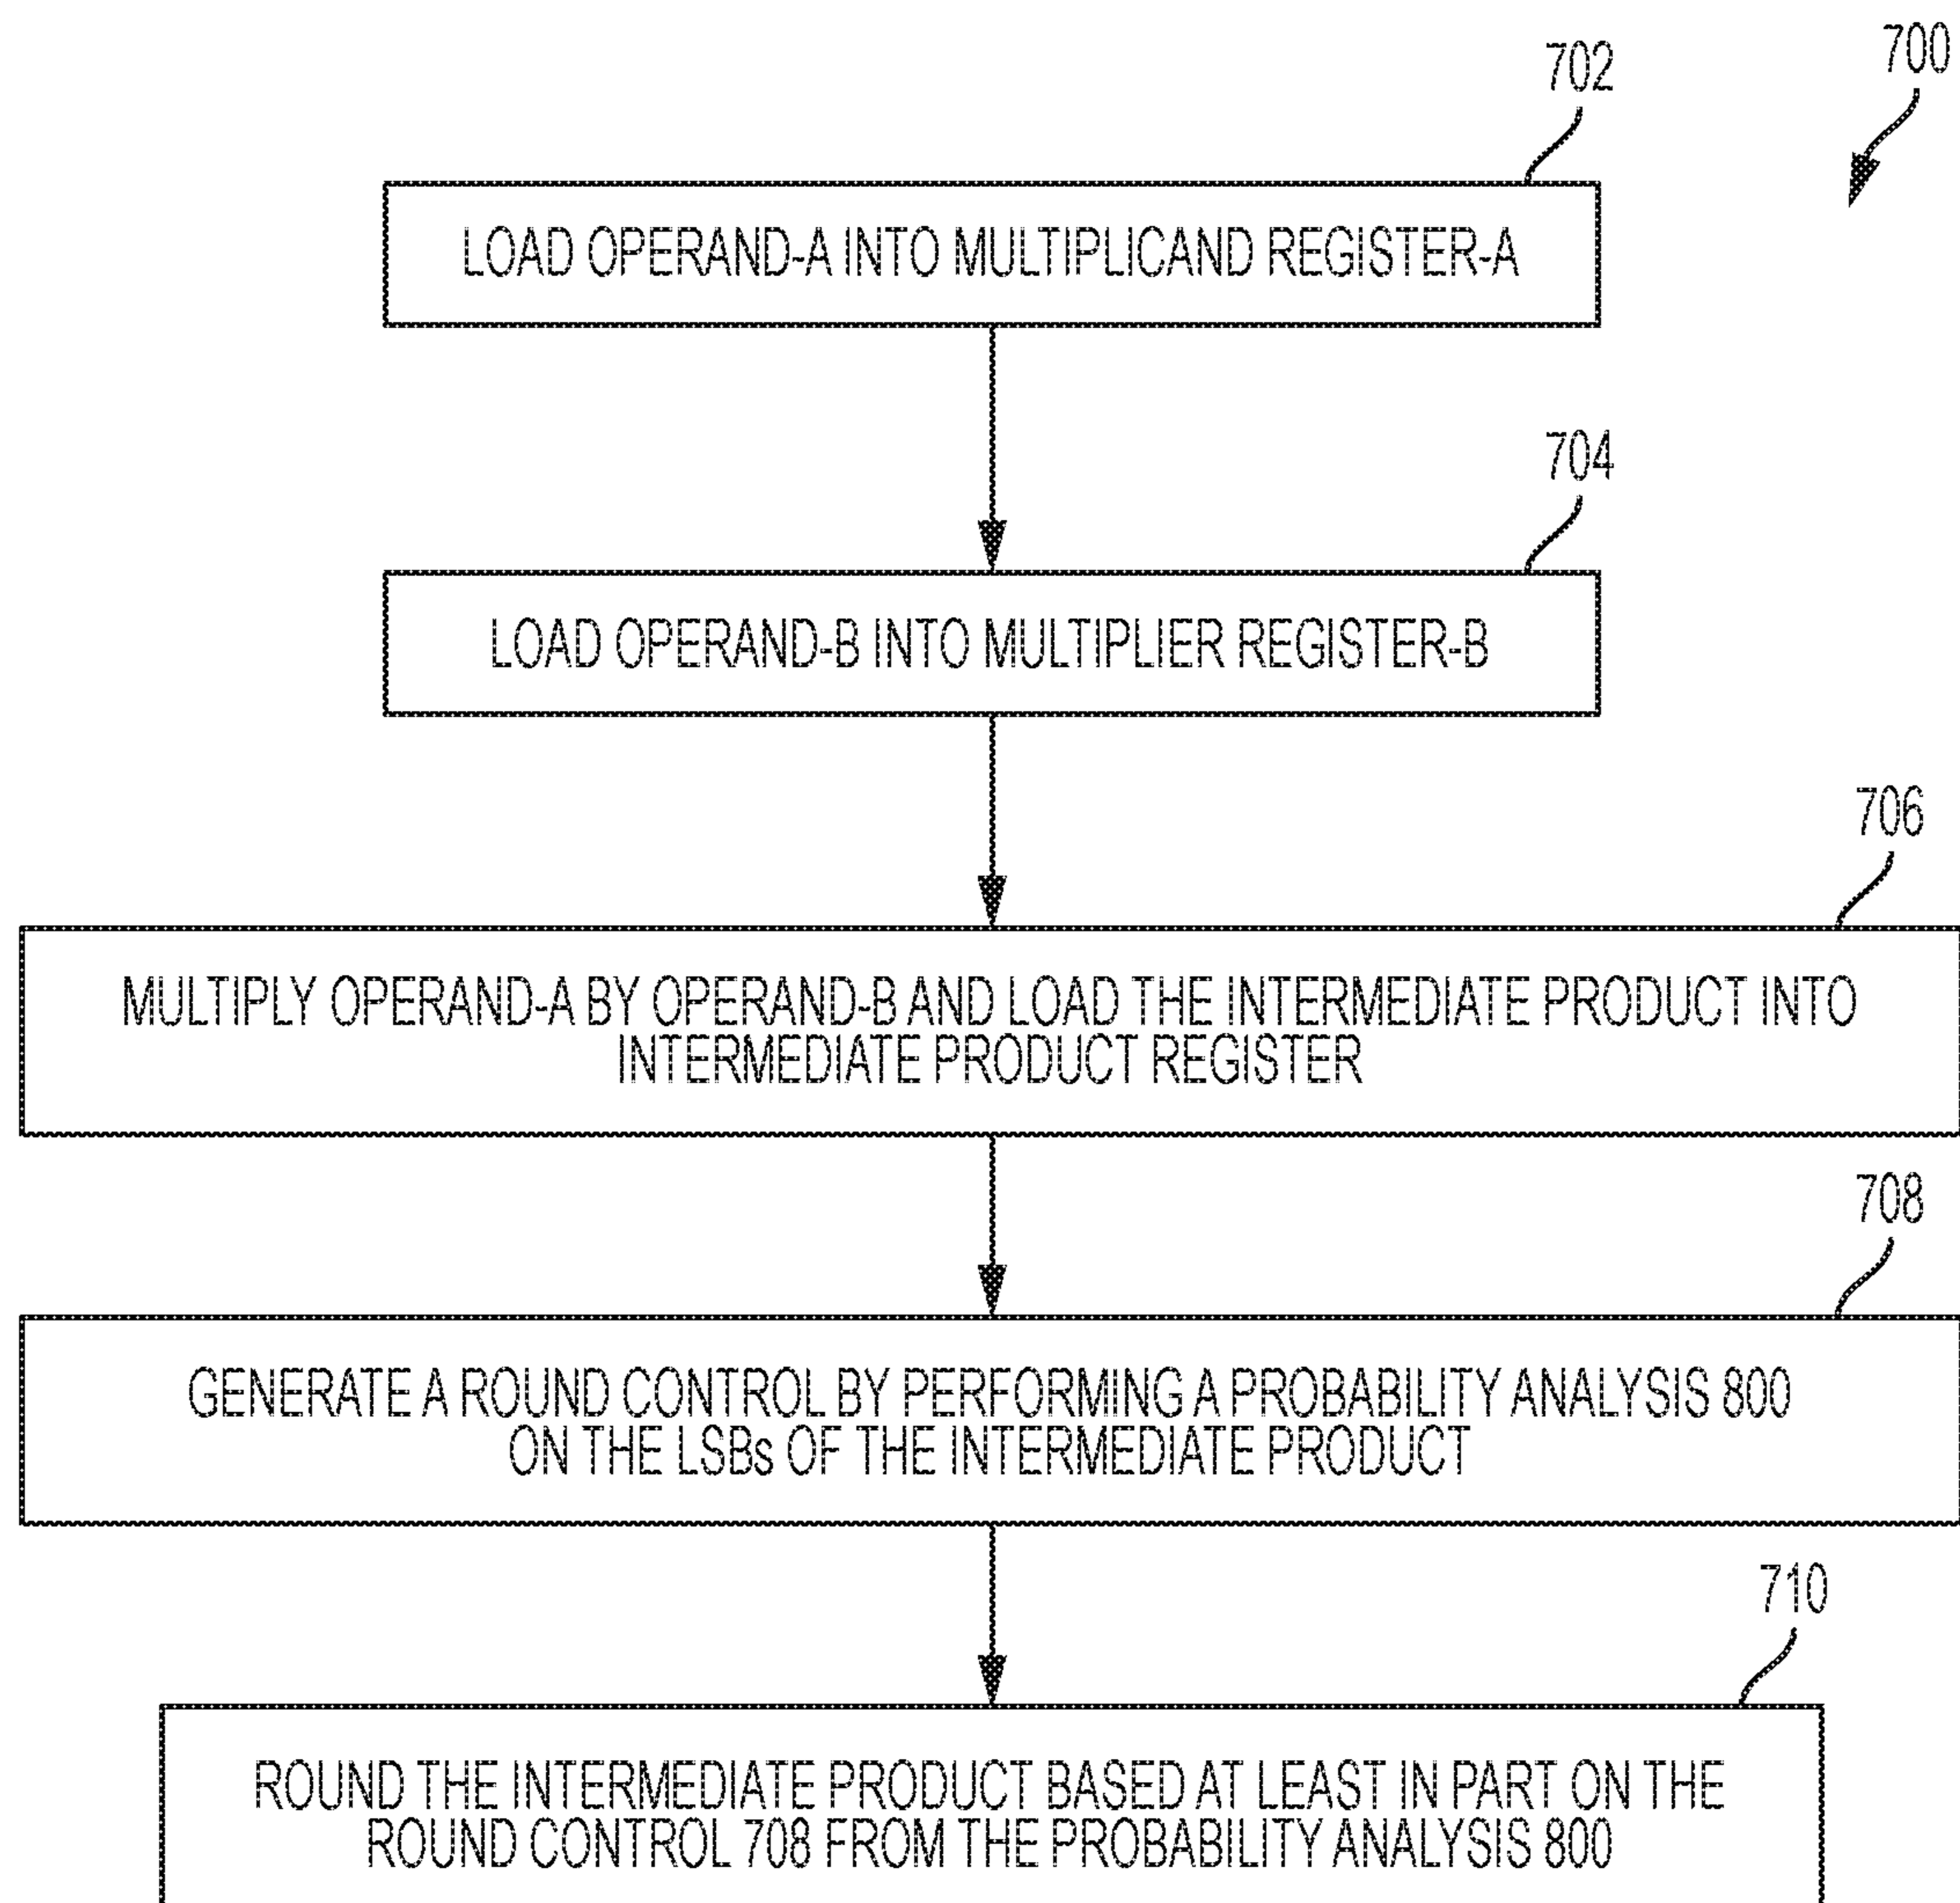 700
702
LOAD OPERAND-A INTO MULTIPLICAND REGISTER-A
704
LOAD OPERAND-B INTO MULTIPLIER REGISTER-B
706
MULTIPLY OPERAND-A BY OPERAND-B AND LOAD THE INTERMEDIATE PRODUCT INTO
INTERMEDIATE PRODUCT REGISTER
708
GENERATE A ROUND CONTROL BY PERFORMING A PROBABILITY ANALYSIS 800
ON THE LSBs OF THE INTERMEDIATE PRODUCT
710
ROUND THE INTERMEDIATE PRODUCT BASED AT LEAST IN PART ON THE
ROUND CONTROL 708 FROM THE PROBABILITY ANALYSIS 800